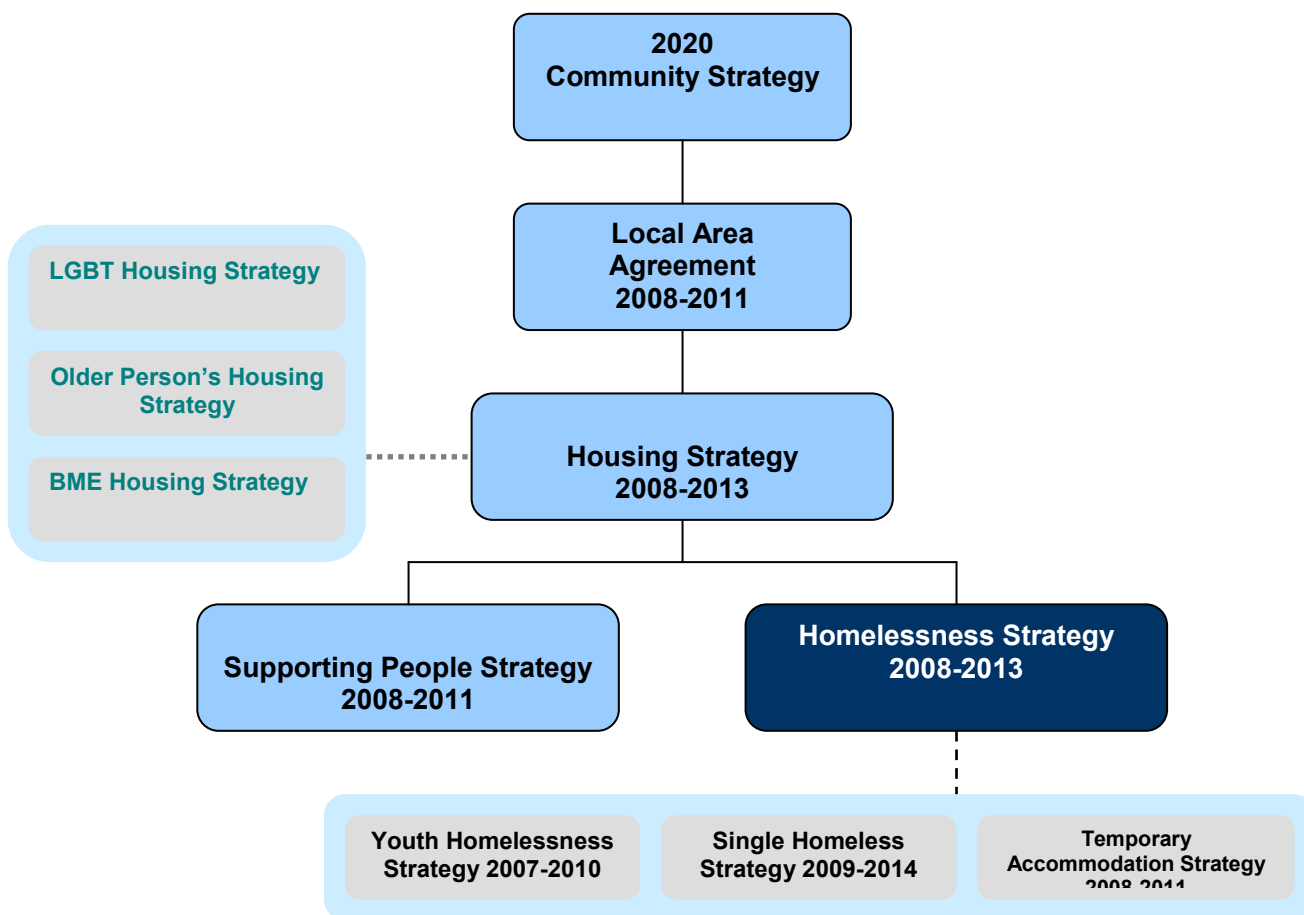 2020
Community Strategy
Local Area
Agreement
2008-2011
LGBT Housing Strategy
Older Person's Housing
Strategy
BME Housing Strategy
Housing Strategy
2008-2013
Supporting People Strategy
2008-2011
Homelessness Strategy
2008-2013
Youth Homelessness
Strategy 2007-2010
Single Homeless
Strategy 2009-2014
Temporary
Accommodation Strategy
2008-2011